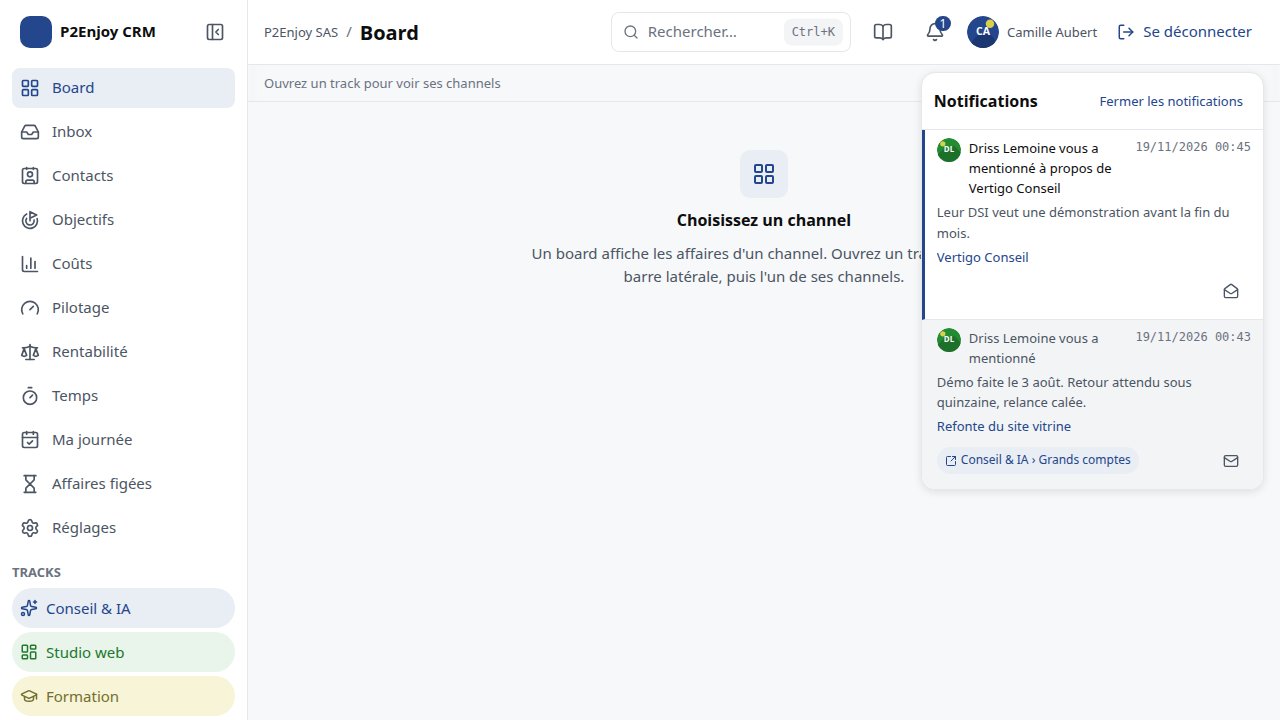 P2Enjoy CRM
Board
Inbox
Contacts
Objectifs
Coûts
Pilotage
Rentabilité
Temps
Ma journée
Affaires figées
Réglages
TRACKS
Conseil & IA
Studio web
Formation
P2Enjoy SAS / Board
Rechercher... Ctrl+K
1
CA Camille Aubert
Se déconnecter
Ouvrez un track pour voir ses channels
Choisissez un channel
Un board affiche les affaires d'un channel. Ouvrez un
barre latérale, puis l'un de ses channels.
Notifications
Fermer les notifications
DL Driss Lemoine vous a 19/11/2026 00:45
mentionné à propos de
Vertigo Conseil
Leur DSI veut une démonstration avant la fin du
mois.
Vertigo Conseil
DL Driss Lemoine vous a 19/11/2026 00:43
mentionné
Démo faite le 3 août. Retour attendu sous
quinzaine, relance calée.
Refonte du site vitrine
Conseil & IA › Grands comptes